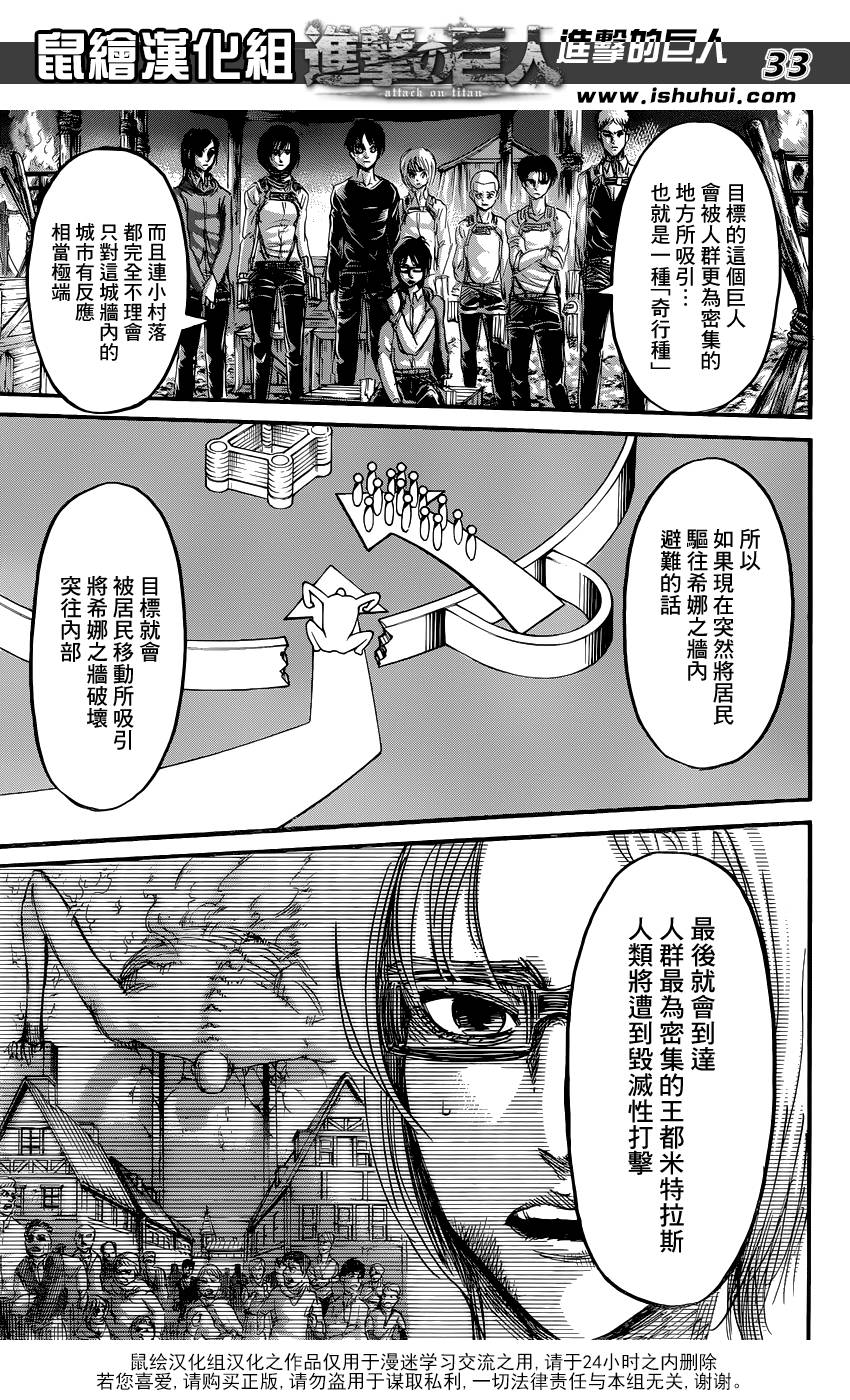 鼠繪漢化組
進撃の巨人
attack on titan
進擊的巨人
33
www.ishuhui.com
目標的這個巨人
會被人群更為密集的
地方所吸引…
也就是一種「奇行種」
而且連小村落
都完全不理會
只對這城牆內的
城市有反應
相當極端
所以
如果現在突然將居民
驅往希娜之牆內
避難的話
目標就會
被居民移動所吸引
將希娜之牆破壞
突往內部
最後就會到達
人群最為密集的王都米特拉斯
人類將遭到毀滅性打擊
鼠绘汉化组汉化之作品仅用于漫迷学习交流之用, 请于24小时之内删除
若您喜爱, 请购买正版, 请勿盗用于谋取私利, 一切法律责任与本组无关, 谢谢。